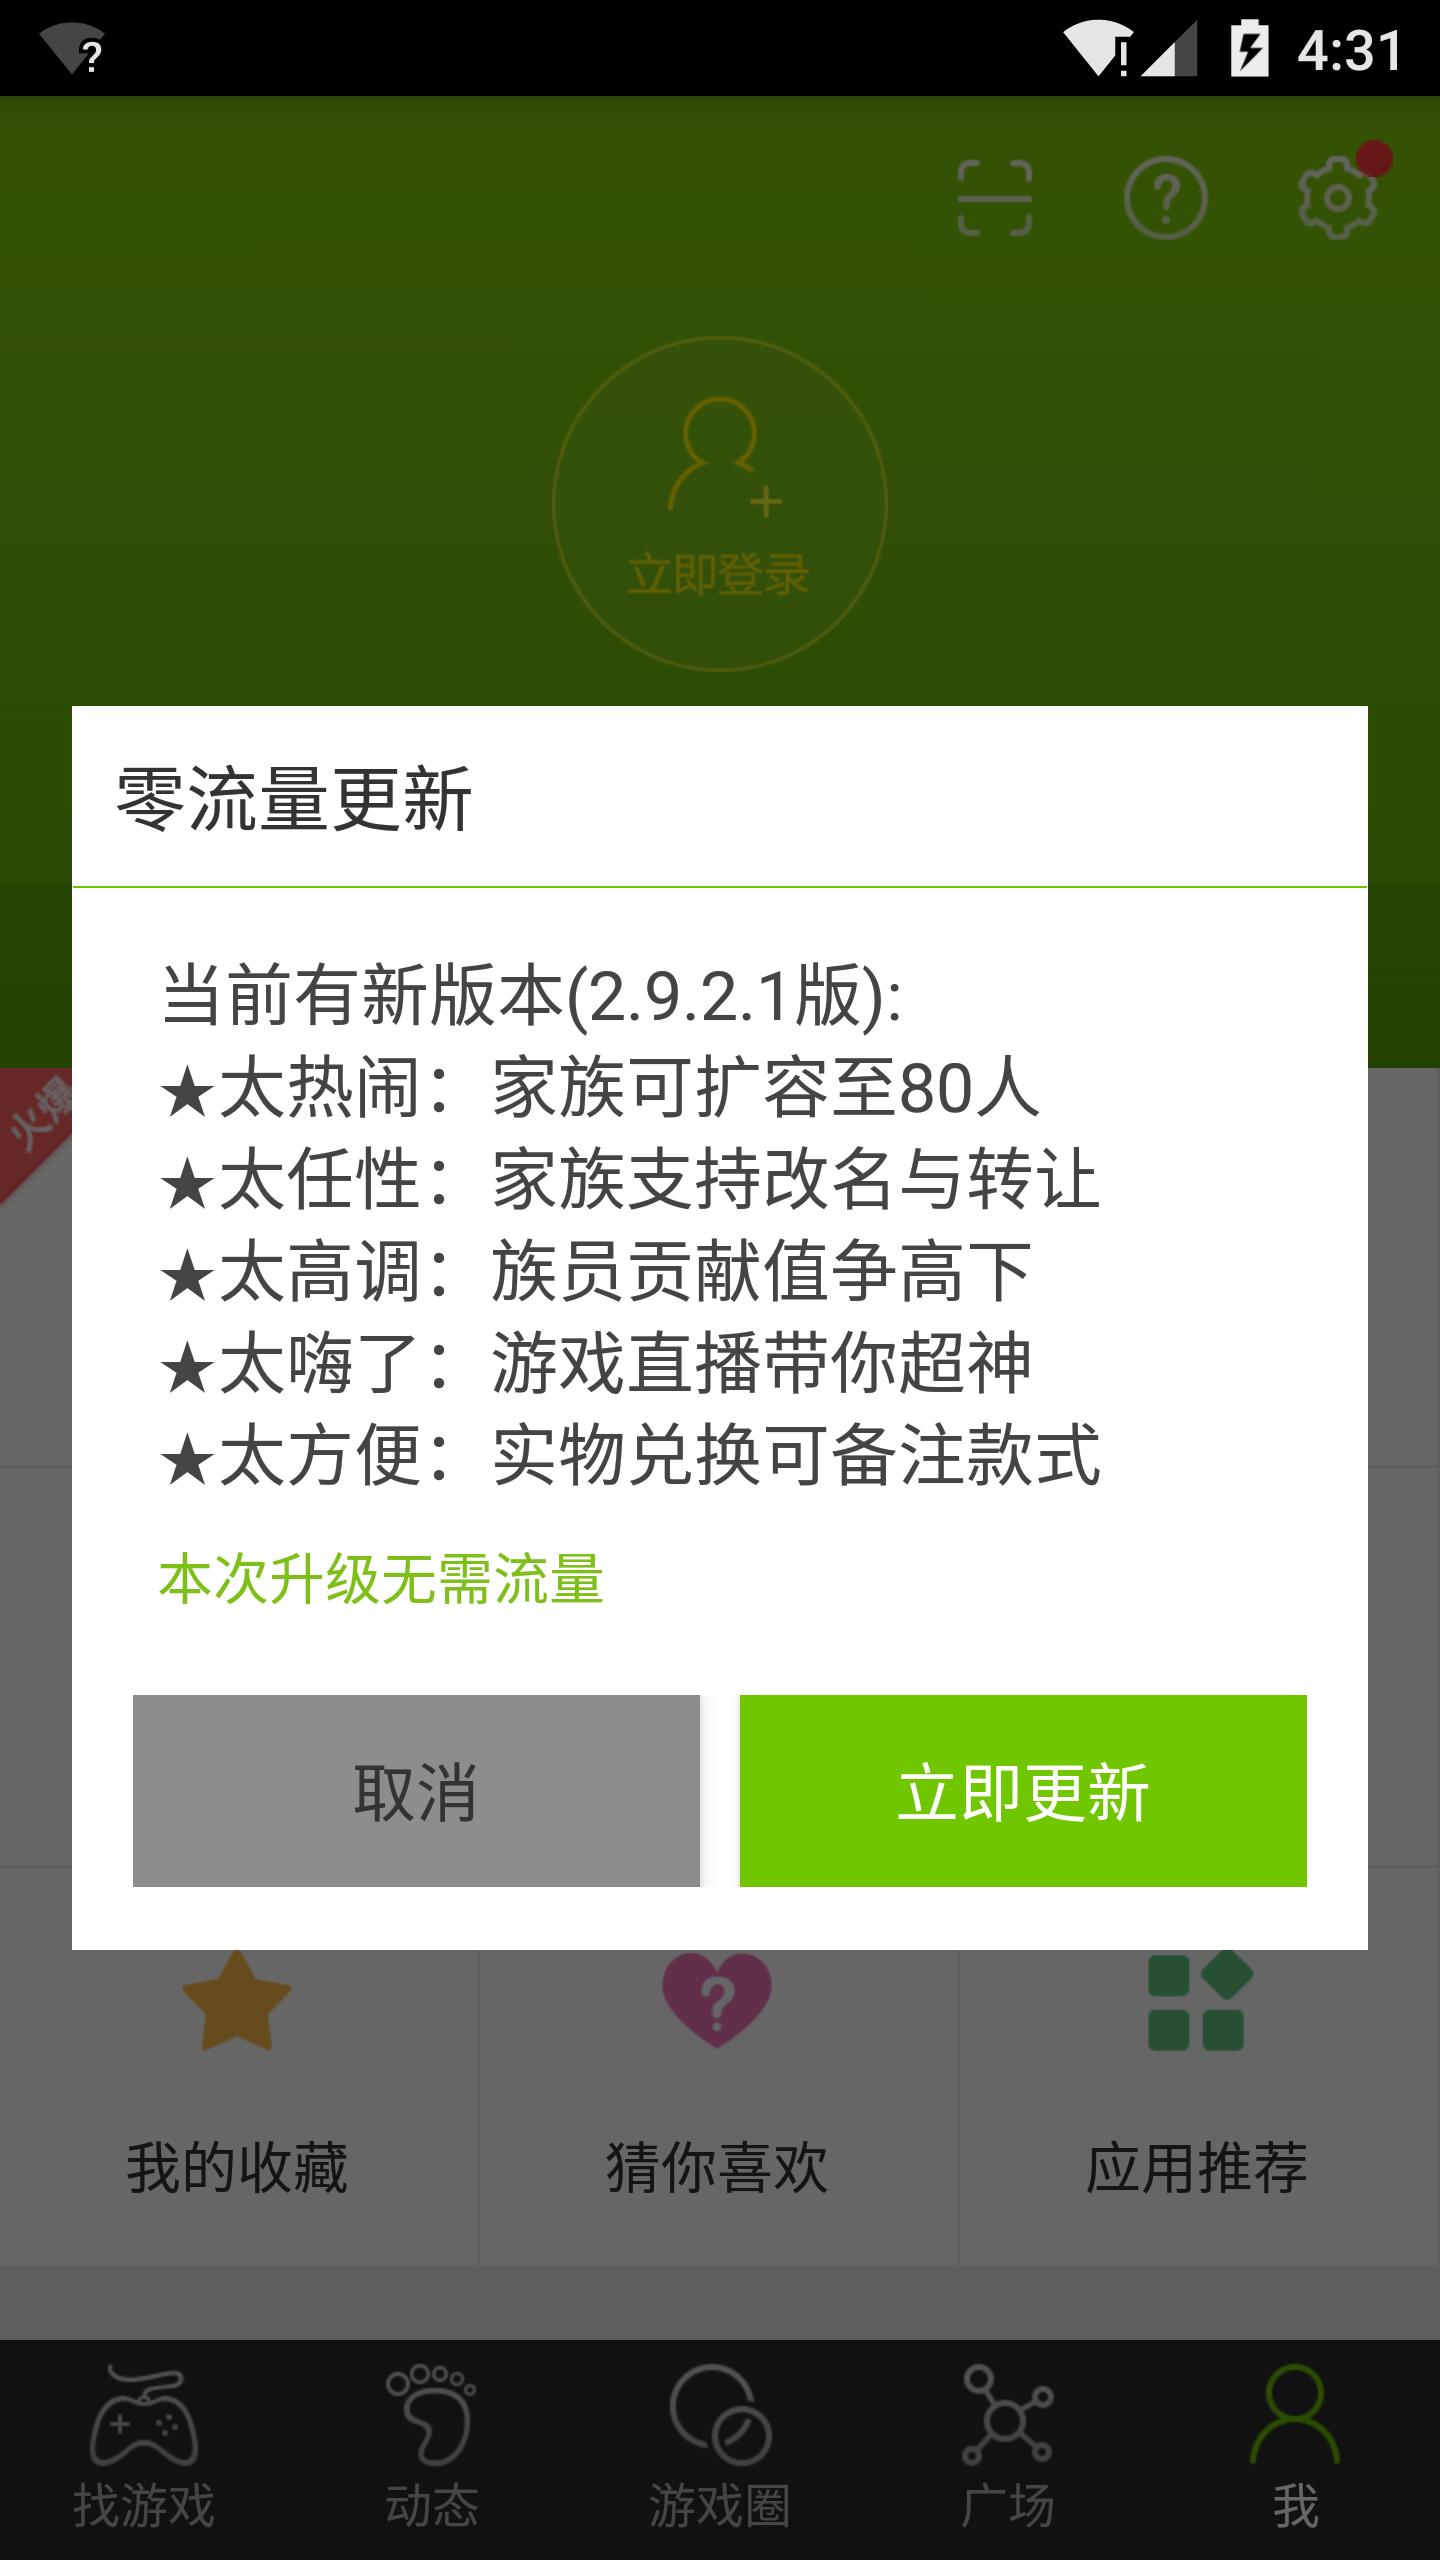 4:31
立即登录
零流量更新
当前有新版本(2.9.2.1版):
★太热闹：家族可扩容至80人
★太任性：家族支持改名与转让
★太高调：族员贡献值争高下
★太嗨了：游戏直播带你超神
★太方便：实物兑换可备注款式
本次升级无需流量
取消
立即更新
火爆
我的收藏
猜你喜欢
应用推荐
找游戏
动态
游戏圈
广场
我